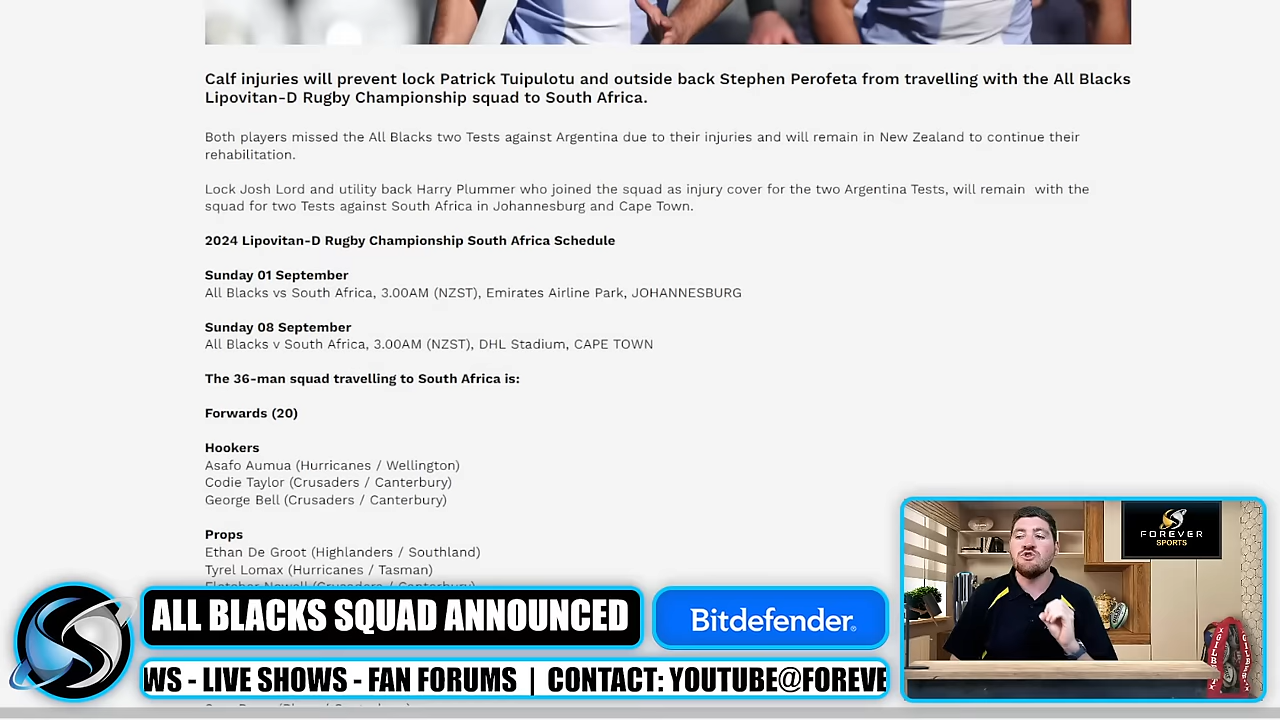 Calf injuries will prevent lock Patrick Tuipulotu and outside back Stephen Perofeta from travelling with the All Blacks
Lipovitan-D Rugby Championship squad to South Africa.
Both players missed the All Blacks two Tests against Argentina due to their injuries and will remain in New Zealand to continue their
rehabilitation.
Lock Josh Lord and utility back Harry Plummer who joined the squad as injury cover for the two Argentina Tests, will remain with the
squad for two Tests against South Africa in Johannesburg and Cape Town.
2024 Lipovitan-D Rugby Championship South Africa Schedule
Sunday 01 September
All Blacks vs South Africa, 3.00AM (NZST), Emirates Airline Park, JOHANNESBURG
Sunday 08 September
All Blacks v South Africa, 3.00AM (NZST), DHL Stadium, CAPE TOWN
The 36-man squad travelling to South Africa is:
Forwards (20)
Hookers
Asafo Aumua (Hurricanes / Wellington)
Codie Taylor (Crusaders / Canterbury)
George Bell (Crusaders / Canterbury)
Props
Ethan De Groot (Highlanders / Southland)
Tyrel Lomax (Hurricanes / Tasman)
Fletcher Newell (Crusaders / Canterbury)
FOREVER
SPORTS
ALL BLACKS SQUAD ANNOUNCED
Bitdefender®
WS - LIVE SHOWS - FAN FORUMS | CONTACT: YOUTUBE@FOREVE
GILBERT